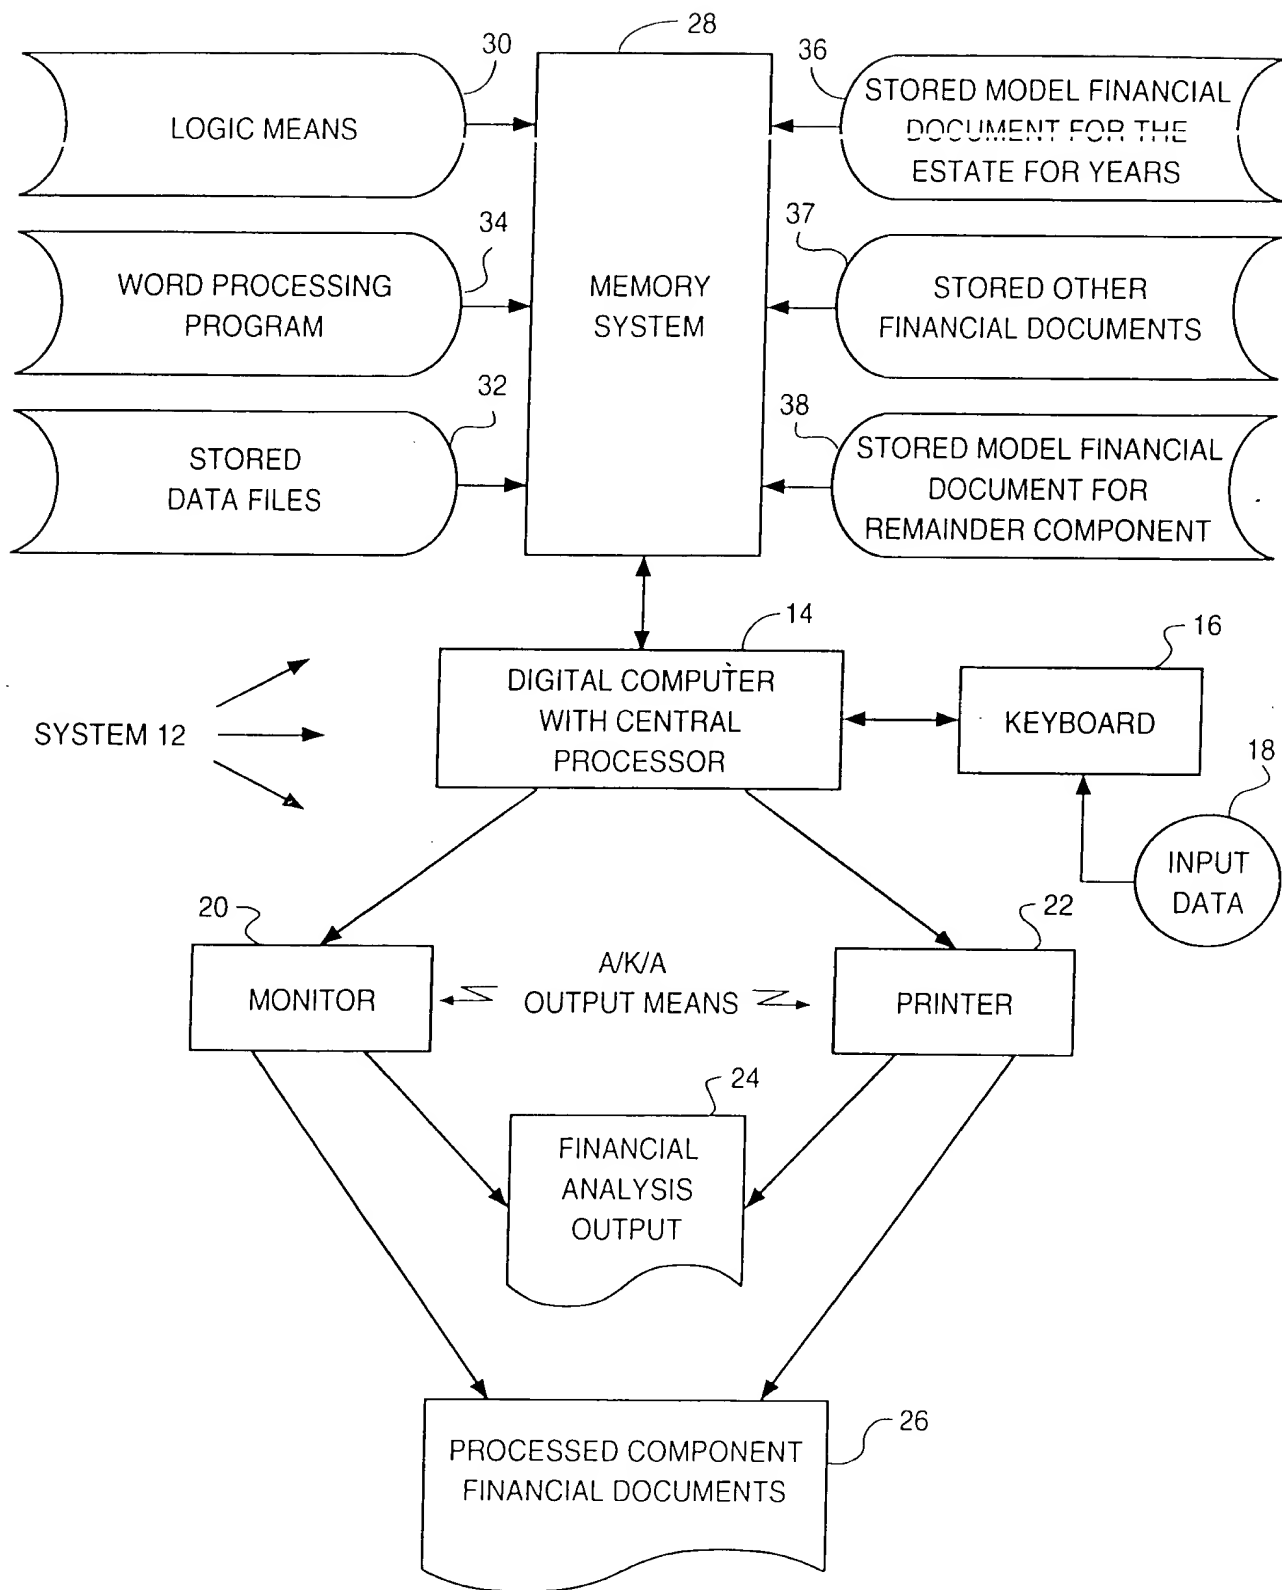 28
30
LOGIC MEANS
36
STORED MODEL FINANCIAL
DOCUMENT FOR THE
ESTATE FOR YEARS
34
WORD PROCESSING
PROGRAM
MEMORY
SYSTEM
37
STORED OTHER
FINANCIAL DOCUMENTS
32
STORED
DATA FILES
38
STORED MODEL FINANCIAL
DOCUMENT FOR
REMAINDER COMPONENT
14
DIGITAL COMPUTER
WITH CENTRAL
PROCESSOR
16
KEYBOARD
SYSTEM 12
18
INPUT
DATA
20
MONITOR
A/K/A
OUTPUT MEANS
22
PRINTER
24
FINANCIAL
ANALYSIS
OUTPUT
26
PROCESSED COMPONENT
FINANCIAL DOCUMENTS